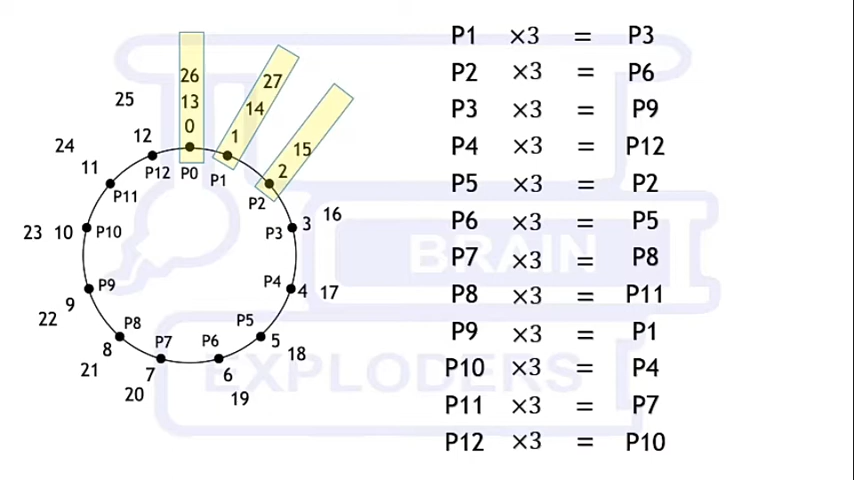 P1 ×3 = P3
P2 ×3 = P6
P3 ×3 = P9
P4 ×3 = P12
P5 ×3 = P2
P6 ×3 = P5
P7 ×3 = P8
P8 ×3 = P11
P9 ×3 = P1
P10 ×3 = P4
P11 ×3 = P7
P12 ×3 = P10
26
13
0
P0
27
14
1
P1
15
2
P2
16
3
P3
17
4
P4
18
5
P5
19
6
P6
20
7
P7
21
8
P8
22
9
P9
23
10
P10
24
11
P11
25
12
P12
BRAIN
EXPLODERS